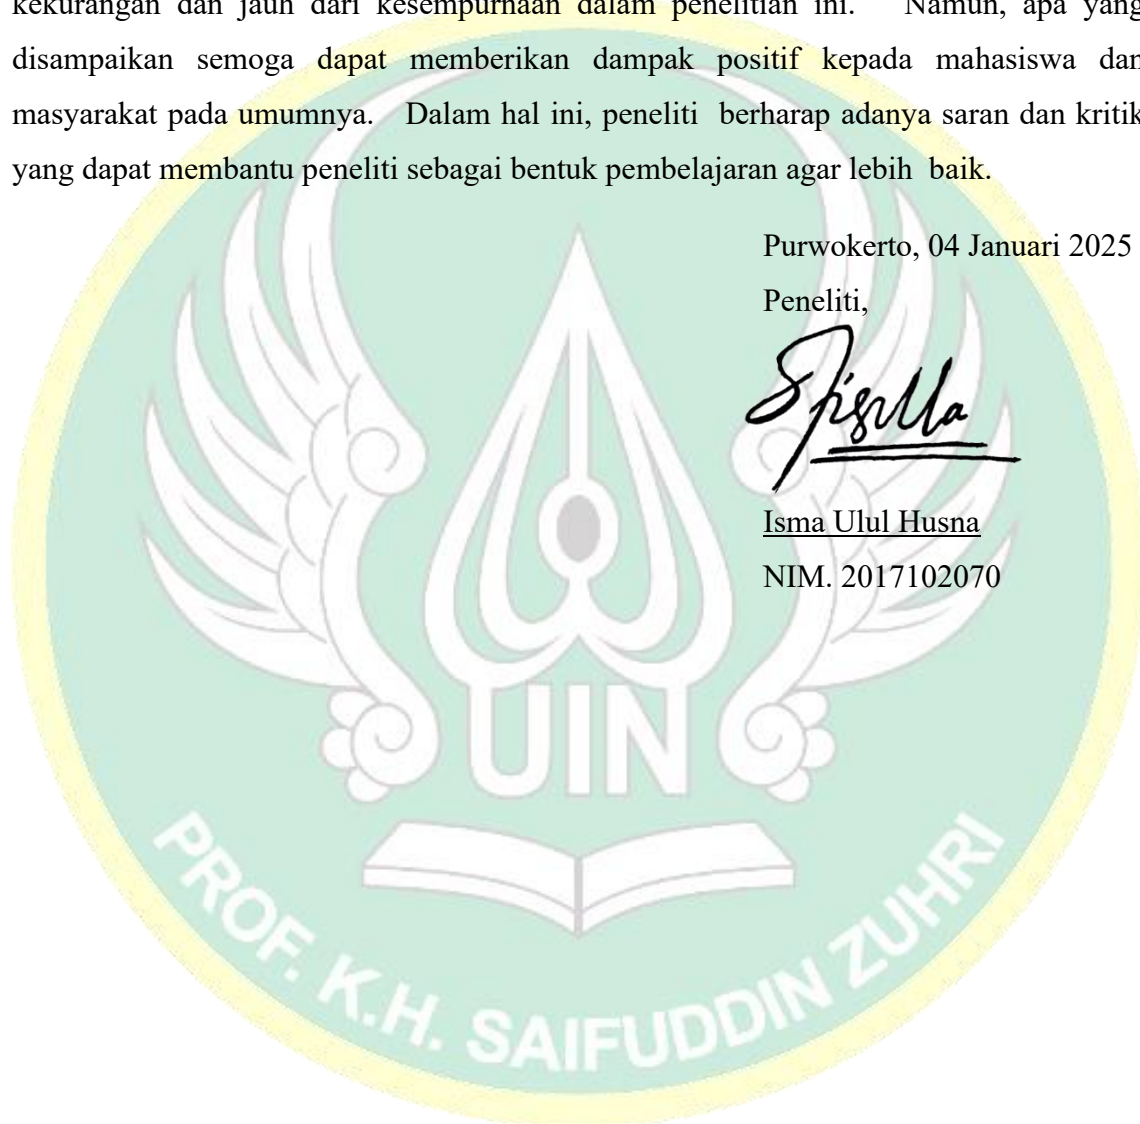 kekurangan dan jauh dari kesempurnaan dalam penelitian ini. Namun, apa yang
disampaikan semoga dapat memberikan dampak positif kepada mahasiswa dan
masyarakat pada umumnya. Dalam hal ini, peneliti berharap adanya saran dan kritik
yang dapat membantu peneliti sebagai bentuk pembelajaran agar lebih baik.
Purwokerto, 04 Januari 2025
Peneliti,
Isma Ulul Husna
NIM. 2017102070
UIN
PROF. K.H. SAIFUDDIN ZUHRI